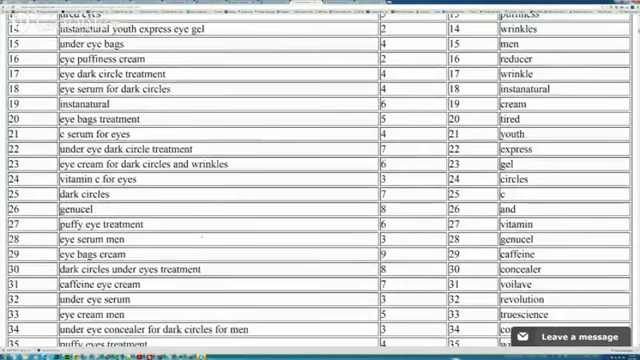 tired eyes 5 13 puffiness
14 instanatural youth express eye gel 2 14 wrinkles
15 under eye bags 4 15 men
16 eye puffiness cream 2 16 reducer
17 eye dark circle treatment 4 17 wrinkle
18 eye serum for dark circles 4 18 instanatural
19 instanatural 6 19 cream
20 eye bags treatment 5 20 tired
21 c serum for eyes 4 21 youth
22 under eye dark circle treatment 7 22 express
23 eye cream for dark circles and wrinkles 6 23 gel
24 vitamin c for eyes 3 24 circles
25 dark circles 7 25 c
26 genucel 8 26 and
27 puffy eye treatment 6 27 vitamin
28 eye serum men 3 28 genucel
29 eye bags cream 9 29 caffeine
30 dark circles under eyes treatment 8 30 concealer
31 caffeine eye cream 7 31 voilave
32 under eye serum 3 32 revolution
33 eye cream men 5 33 truescience
34 under eye concealer for dark circles for men 3 34
35 puffy eyes treatment 4 35
Leave a message